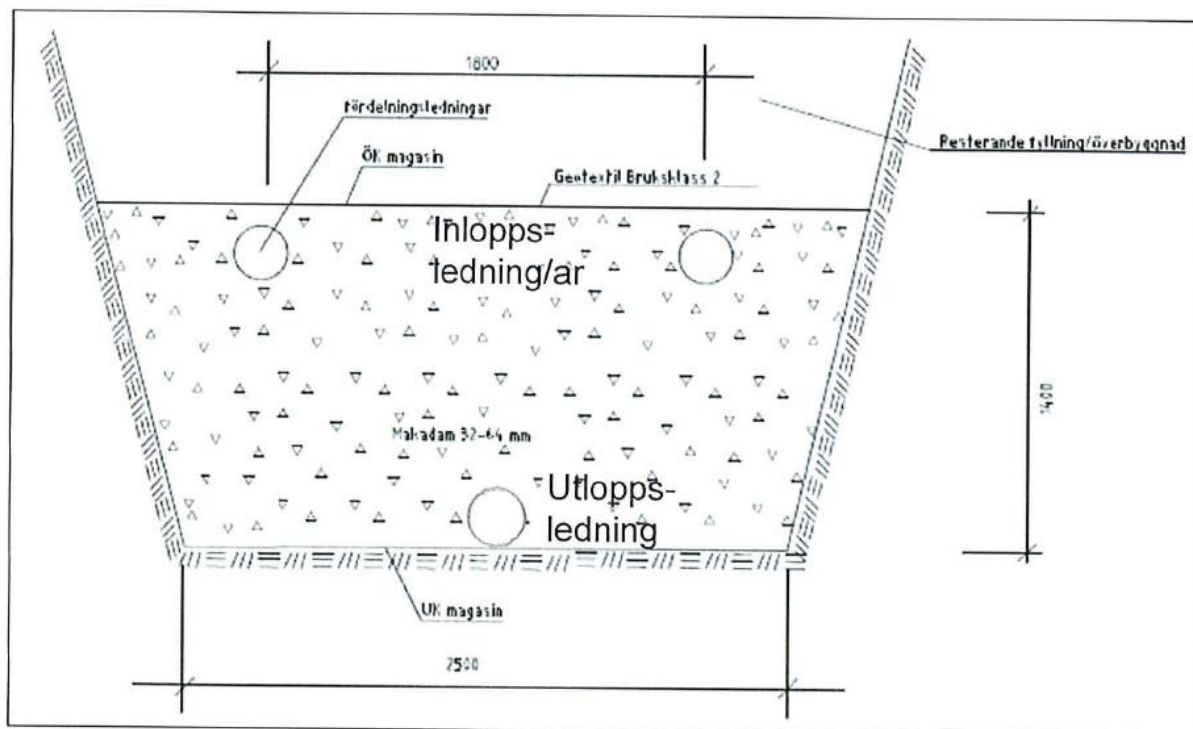 1800
Fördelningsledningar
ÖK magasin
Geotextil Bruksklass 2
Resterande fyllning/överbyggnad
Inlopps-
ledning/ar
1400
Makadam 32-64 mm
Utlopps-
ledning
UK magasin
2500